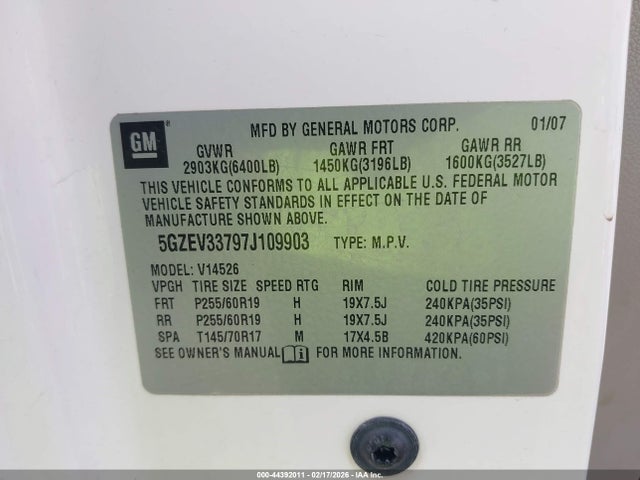 GM®
MFD BY GENERAL MOTORS CORP. 01/07
GVWR GAWR FRT GAWR RR
2903KG(6400LB) 1450KG(3196LB) 1600KG(3527LB)
THIS VEHICLE CONFORMS TO ALL APPLICABLE U.S. FEDERAL MOTOR
VEHICLE SAFETY STANDARDS IN EFFECT ON THE DATE OF
MANUFACTURE SHOWN ABOVE.
5GZEV33797J109903 TYPE: M.P.V.
MODEL: V14526
VPGH TIRE SIZE SPEED RTG RIM COLD TIRE PRESSURE
FRT P255/60R19 H 19X7.5J 240KPA(35PSI)
RR P255/60R19 H 19X7.5J 240KPA(35PSI)
SPA T145/70R17 M 17X4.5B 420KPA(60PSI)
SEE OWNER'S MANUAL FOR MORE INFORMATION.
000-44392011 - 02/17/2026 - IAA Inc.